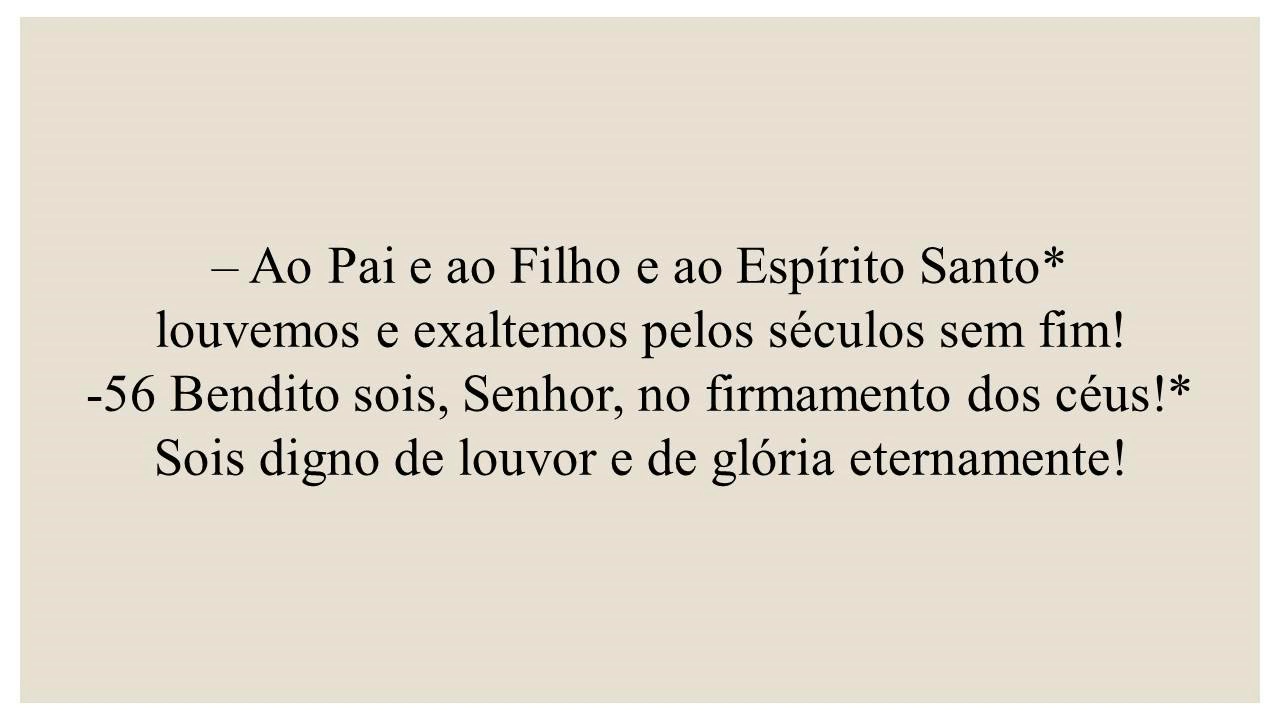 – Ao Pai e ao Filho e ao Espírito Santo*
louvemos e exaltemos pelos séculos sem fim!
-56 Bendito sois, Senhor, no firmamento dos céus!*
Sois digno de louvor e de glória eternamente!